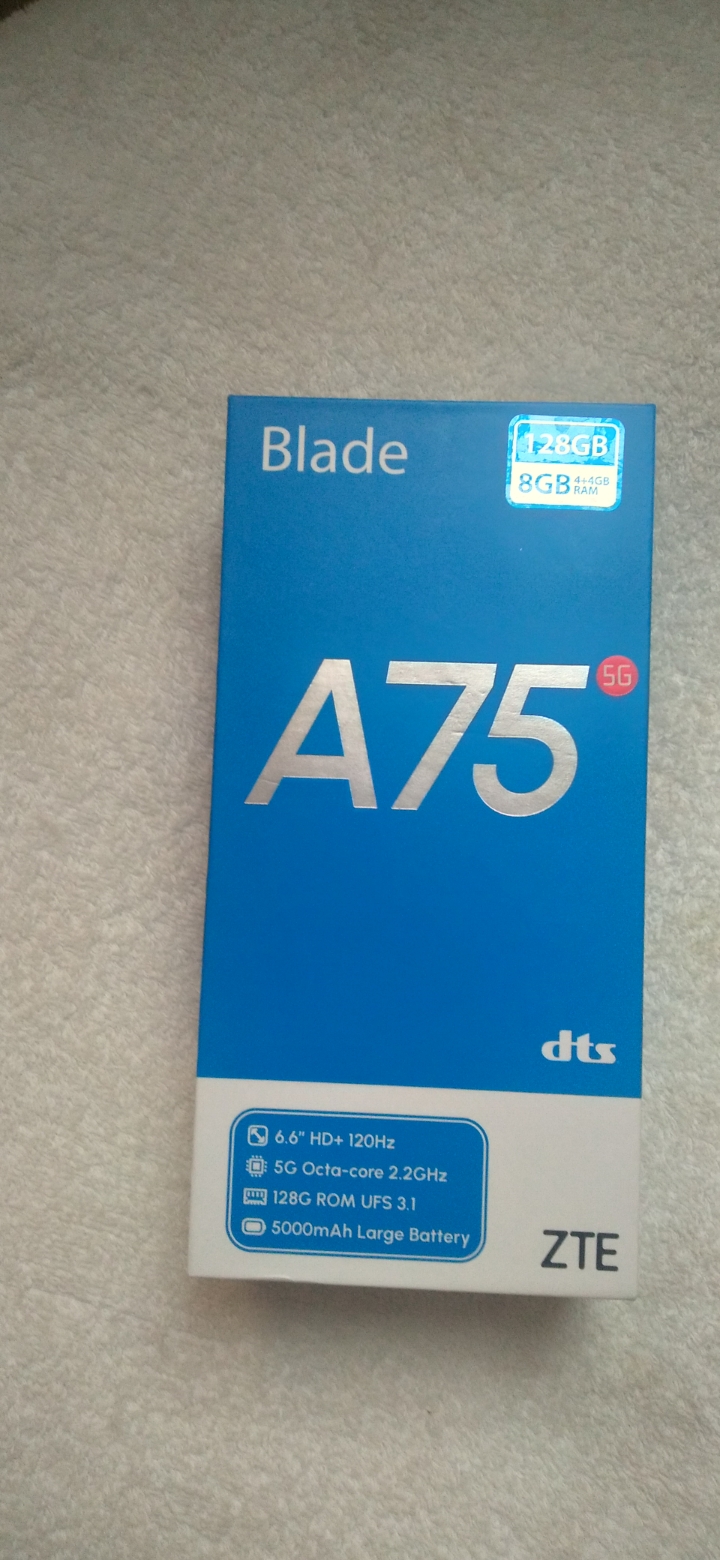 Blade
128GB
8GB 4+4GB RAM
A75 5G
dts
6.6" HD+ 120Hz
5G Octa-core 2.2GHz
128G ROM UFS 3.1
5000mAh Large Battery
ZTE